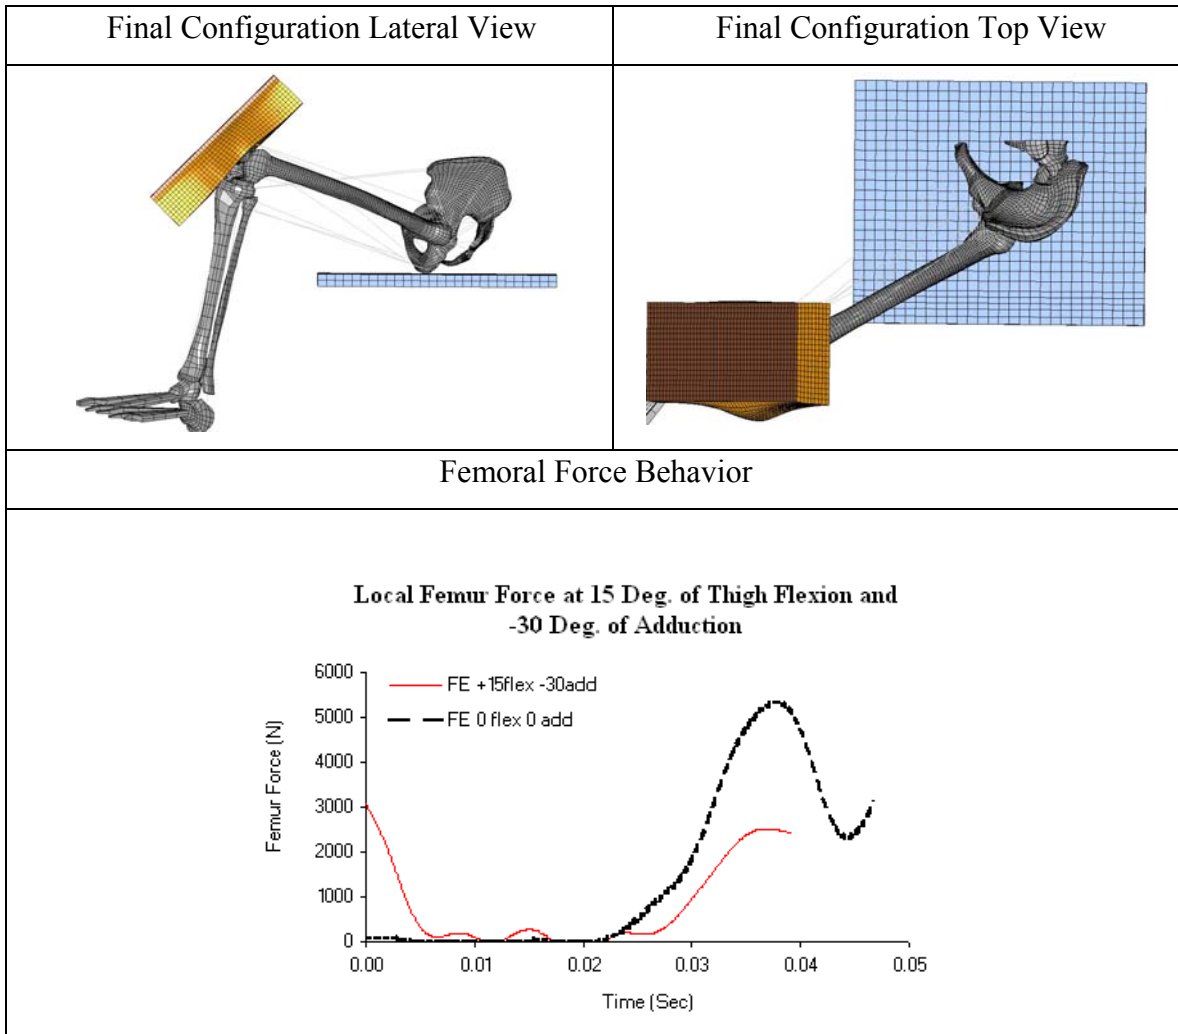 Final Configuration Lateral View
Final Configuration Top View
Femoral Force Behavior
Local Femur Force at 15 Deg. of Thigh Flexion and
-30 Deg. of Adduction
FE +15flex -30add
FE 0 flex 0 add
Femur Force (N)
6000
5000
4000
3000
2000
1000
0
0.00
0.01
0.02
0.03
0.04
0.05
Time (Sec)